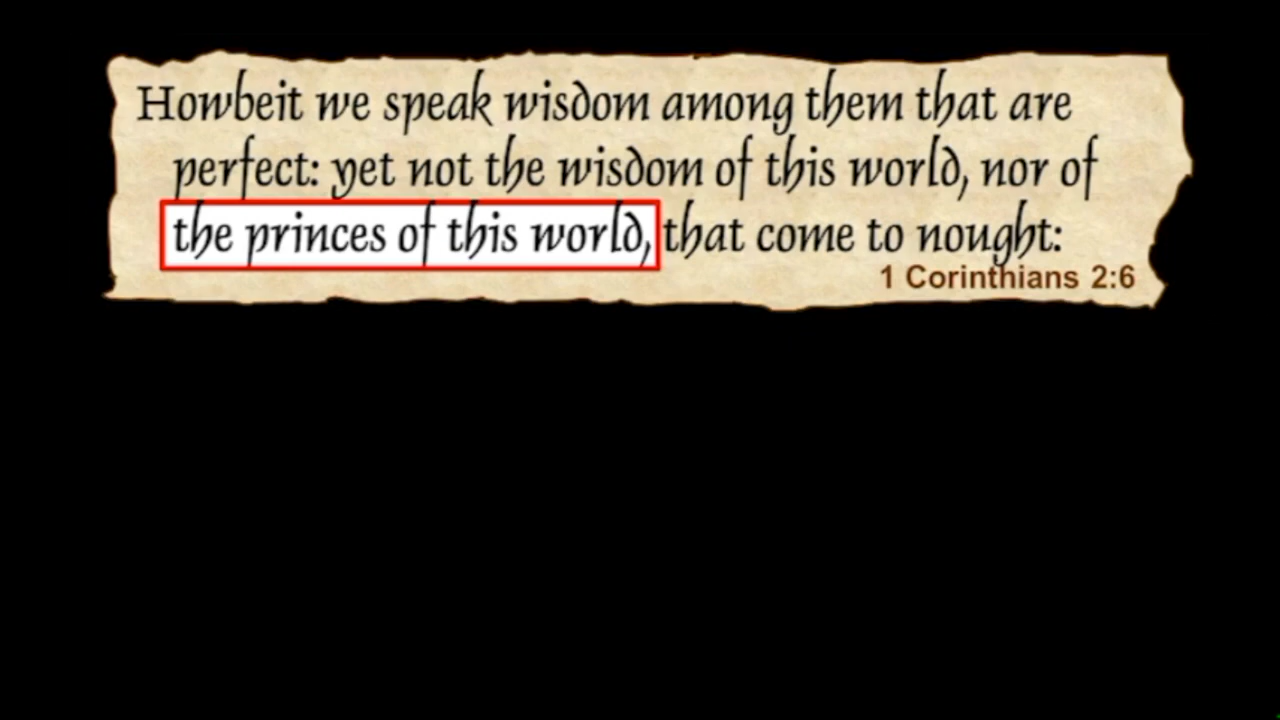 Howbeit we speak wisdom among them that are
perfect: yet not the wisdom of this world, nor of
the princes of this world, that come to nought:
1 Corinthians 2:6